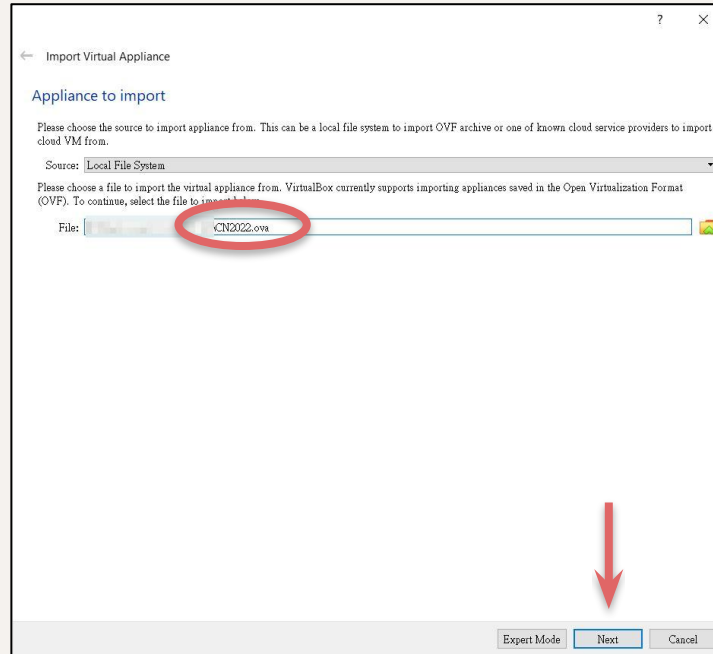 ?
Import Virtual Appliance
Appliance to import
Please choose the source to import appliance from. This can be a local file system to import OVF archive or one of known cloud service providers to import
cloud VM from.
Source: Local File System
Please choose a file to import the virtual appliance from. VirtualBox currently supports importing appliances saved in the Open Virtualization Format
(OVF). To continue, select the file to import below.
File: \CN2022.ova
Expert Mode Next Cancel